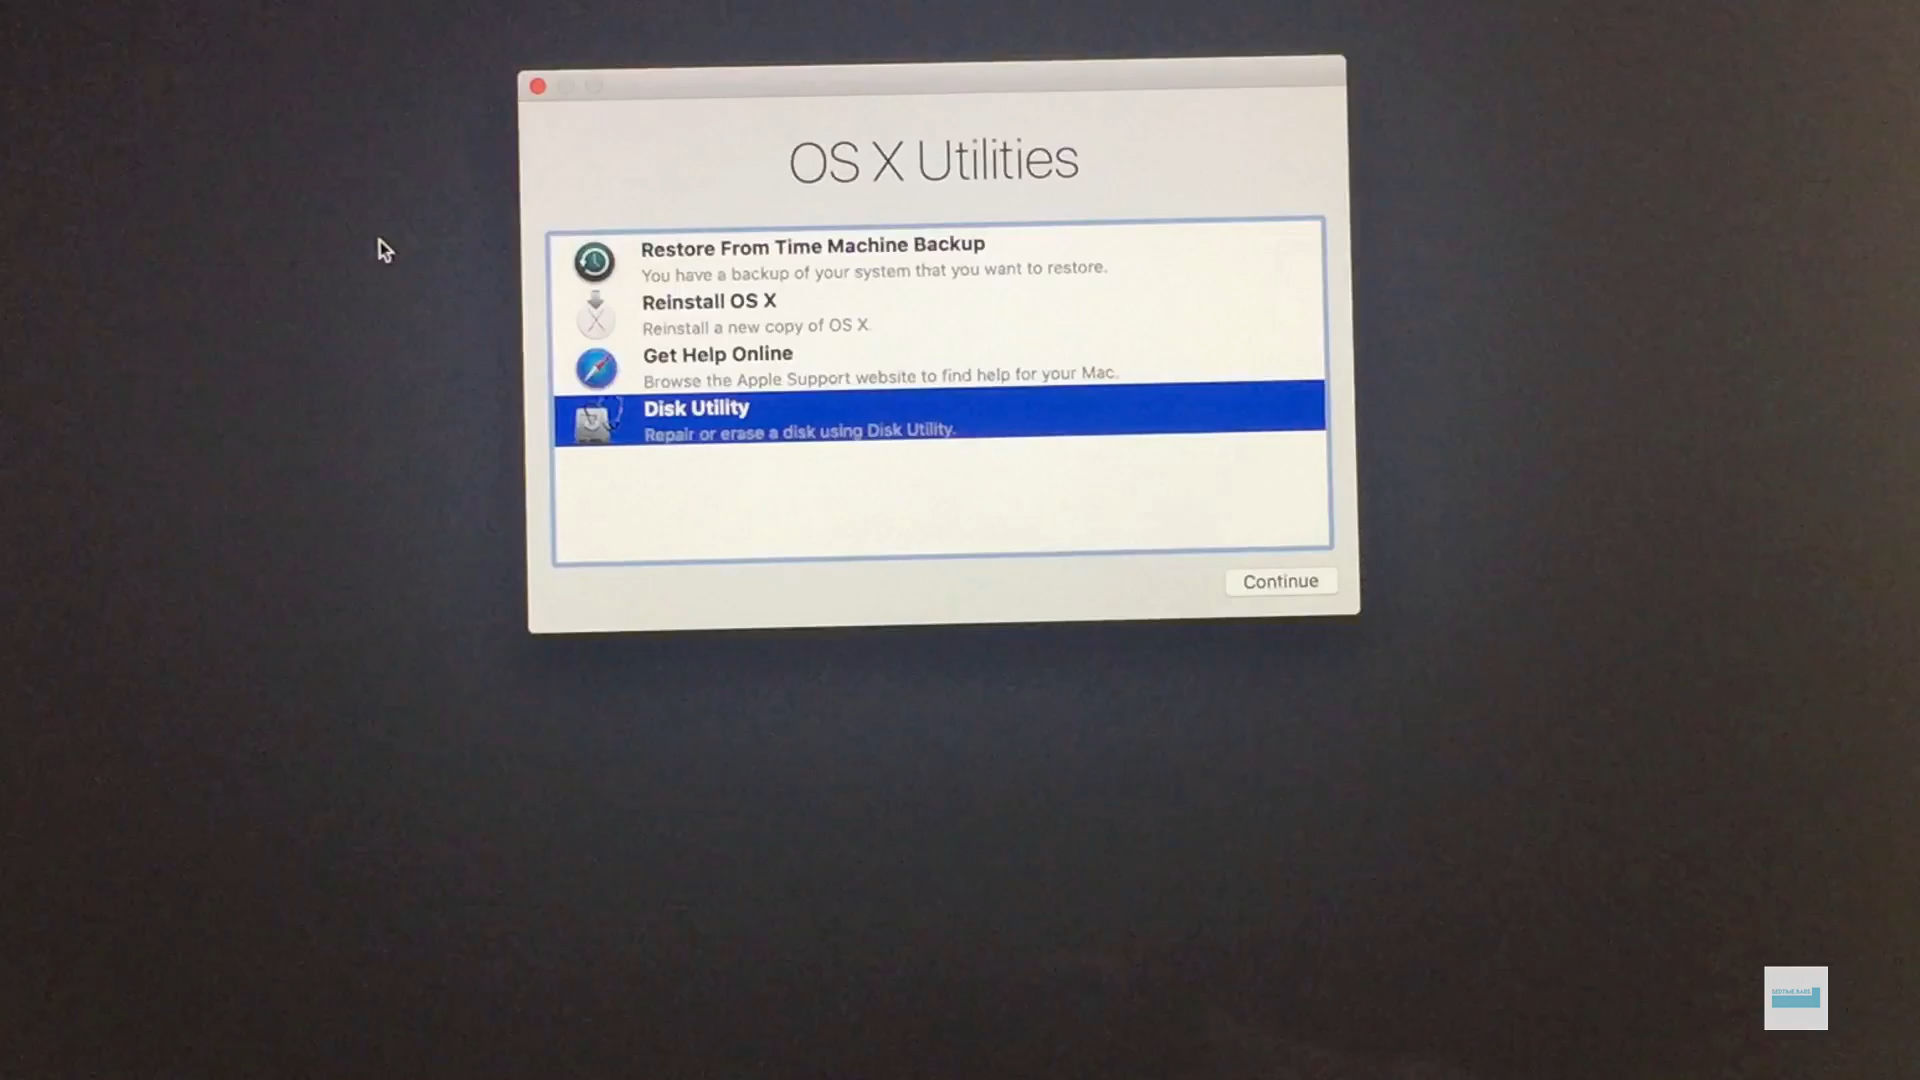 OS X Utilities
Restore From Time Machine Backup
You have a backup of your system that you want to restore.
Reinstall OS X
Reinstall a new copy of OS X.
Get Help Online
Browse the Apple Support website to find help for your Mac.
Disk Utility
Repair or erase a disk using Disk Utility.
Continue